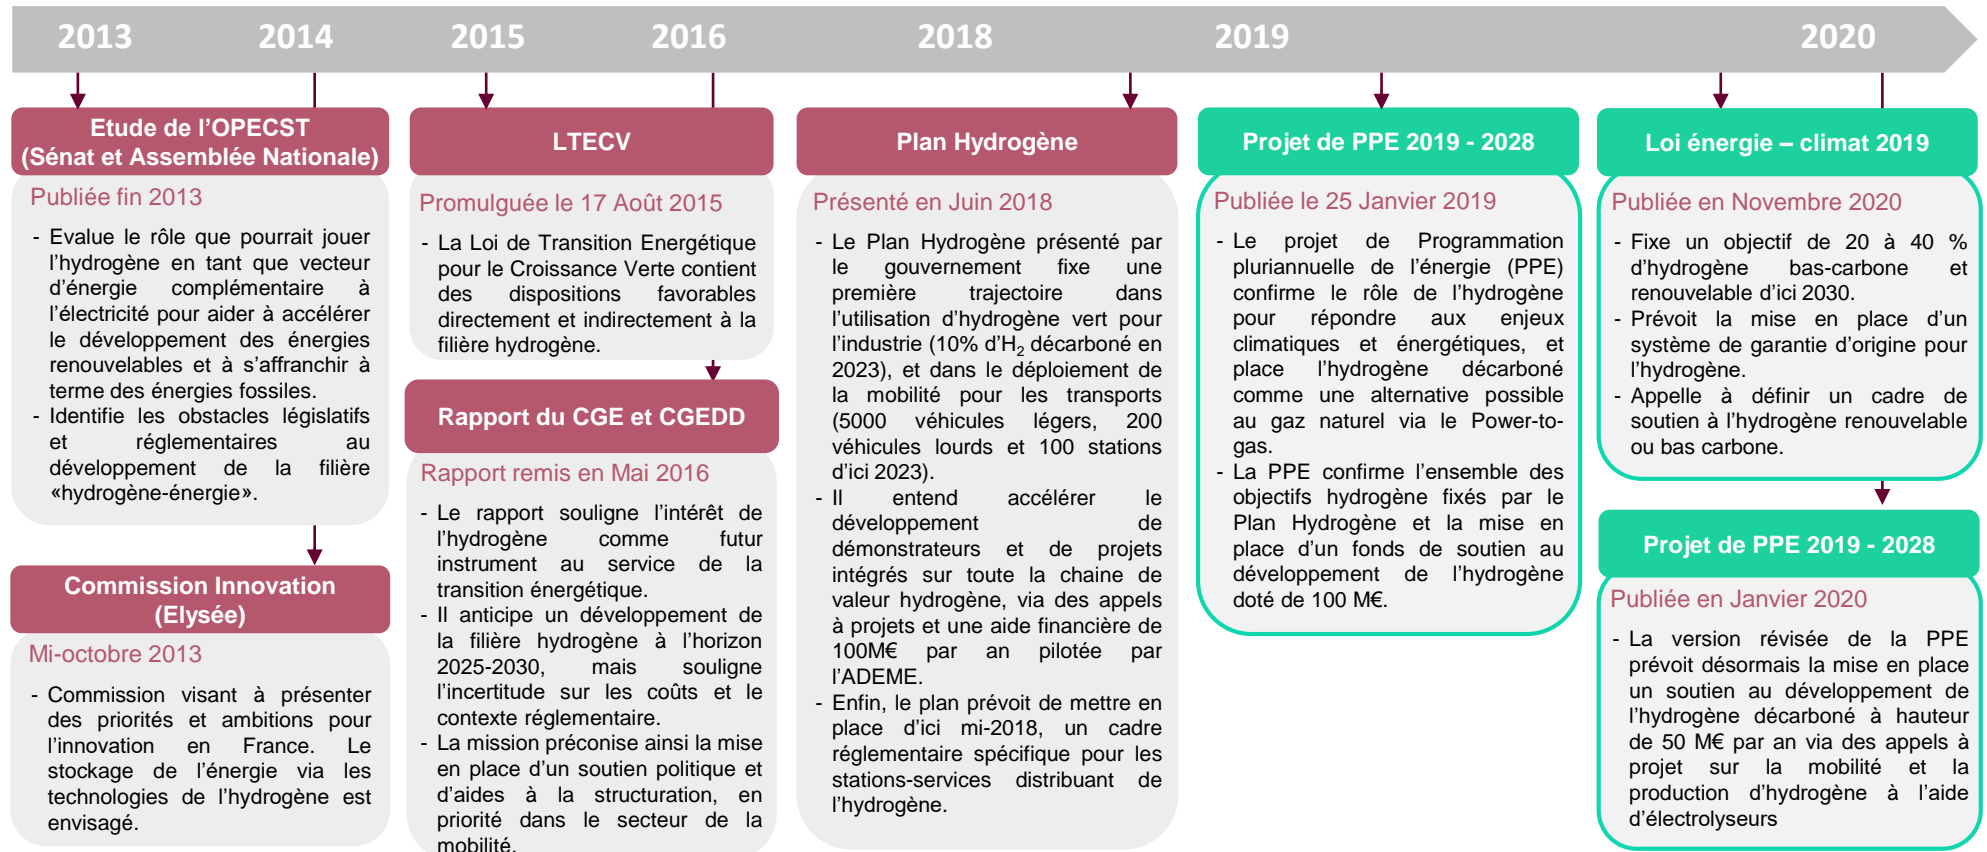 2013 2014 2015 2016 2018 2019 2020
Etude de l’OPECST
(Sénat et Assemblée Nationale)
Publiée fin 2013
- Evalue le rôle que pourrait jouer
l’hydrogène en tant que vecteur
d’énergie complémentaire à
l’électricité pour aider à accélérer
le développement des énergies
renouvelables et à s’affranchir à
terme des énergies fossiles.
- Identifie les obstacles législatifs
et réglementaires au
développement de la filière
«hydrogène-énergie».
Commission Innovation
(Elysée)
Mi-octobre 2013
- Commission visant à présenter
des priorités et ambitions pour
l’innovation en France. Le
stockage de l’énergie via les
technologies de l’hydrogène est
envisagé.
LTECV
Promulguée le 17 Août 2015
- La Loi de Transition Energétique
pour le Croissance Verte contient
des dispositions favorables
directement et indirectement à la
filière hydrogène.
Rapport du CGE et CGEDD
Rapport remis en Mai 2016
- Le rapport souligne l’intérêt de
l’hydrogène comme futur
instrument au service de la
transition énergétique.
- Il anticipe un développement de
la filière hydrogène à l’horizon
2025-2030, mais souligne
l’incertitude sur les coûts et le
contexte réglementaire.
- La mission préconise ainsi la mise
en place d’un soutien politique et
d’aides à la structuration, en
priorité dans le secteur de la
mobilité.
Plan Hydrogène
Présenté en Juin 2018
- Le Plan Hydrogène présenté par
le gouvernement fixe une
première trajectoire dans
l’utilisation d’hydrogène vert pour
l’industrie (10% d’H₂ décarboné en
2023), et dans le déploiement de
la mobilité pour les transports
(5000 véhicules légers, 200
véhicules lourds et 100 stations
d’ici 2023).
- Il entend accélérer le
développement de
démonstrateurs et de projets
intégrés sur toute la chaine de
valeur hydrogène, via des appels
à projets et une aide financière de
100M€ par an pilotée par
l’ADEME.
- Enfin, le plan prévoit de mettre en
place d’ici mi-2018, un cadre
réglementaire spécifique pour les
stations-services distribuant de
l’hydrogène.
Projet de PPE 2019 - 2028
Publiée le 25 Janvier 2019
- Le projet de Programmation
pluriannuelle de l’énergie (PPE)
confirme le rôle de l’hydrogène
pour répondre aux enjeux
climatiques et énergétiques, et
place l’hydrogène décarboné
comme une alternative possible
au gaz naturel via le Power-to-
gas.
- La PPE confirme l’ensemble des
objectifs hydrogène fixés par le
Plan Hydrogène et la mise en
place d’un fonds de soutien au
développement de l’hydrogène
doté de 100 M€.
Loi énergie – climat 2019
Publiée en Novembre 2020
- Fixe un objectif de 20 à 40 %
d’hydrogène bas-carbone et
renouvelable d’ici 2030.
- Prévoit la mise en place d’un
système de garantie d’origine pour
l’hydrogène.
- Appelle à définir un cadre de
soutien à l’hydrogène renouvelable
ou bas carbone.
Projet de PPE 2019 - 2028
Publiée en Janvier 2020
- La version révisée de la PPE
prévoit désormais la mise en place
un soutien au développement de
l’hydrogène décarboné à hauteur
de 50 M€ par an via des appels à
projet sur la mobilité et la
production d’hydrogène à l’aide
d’électrolyseurs